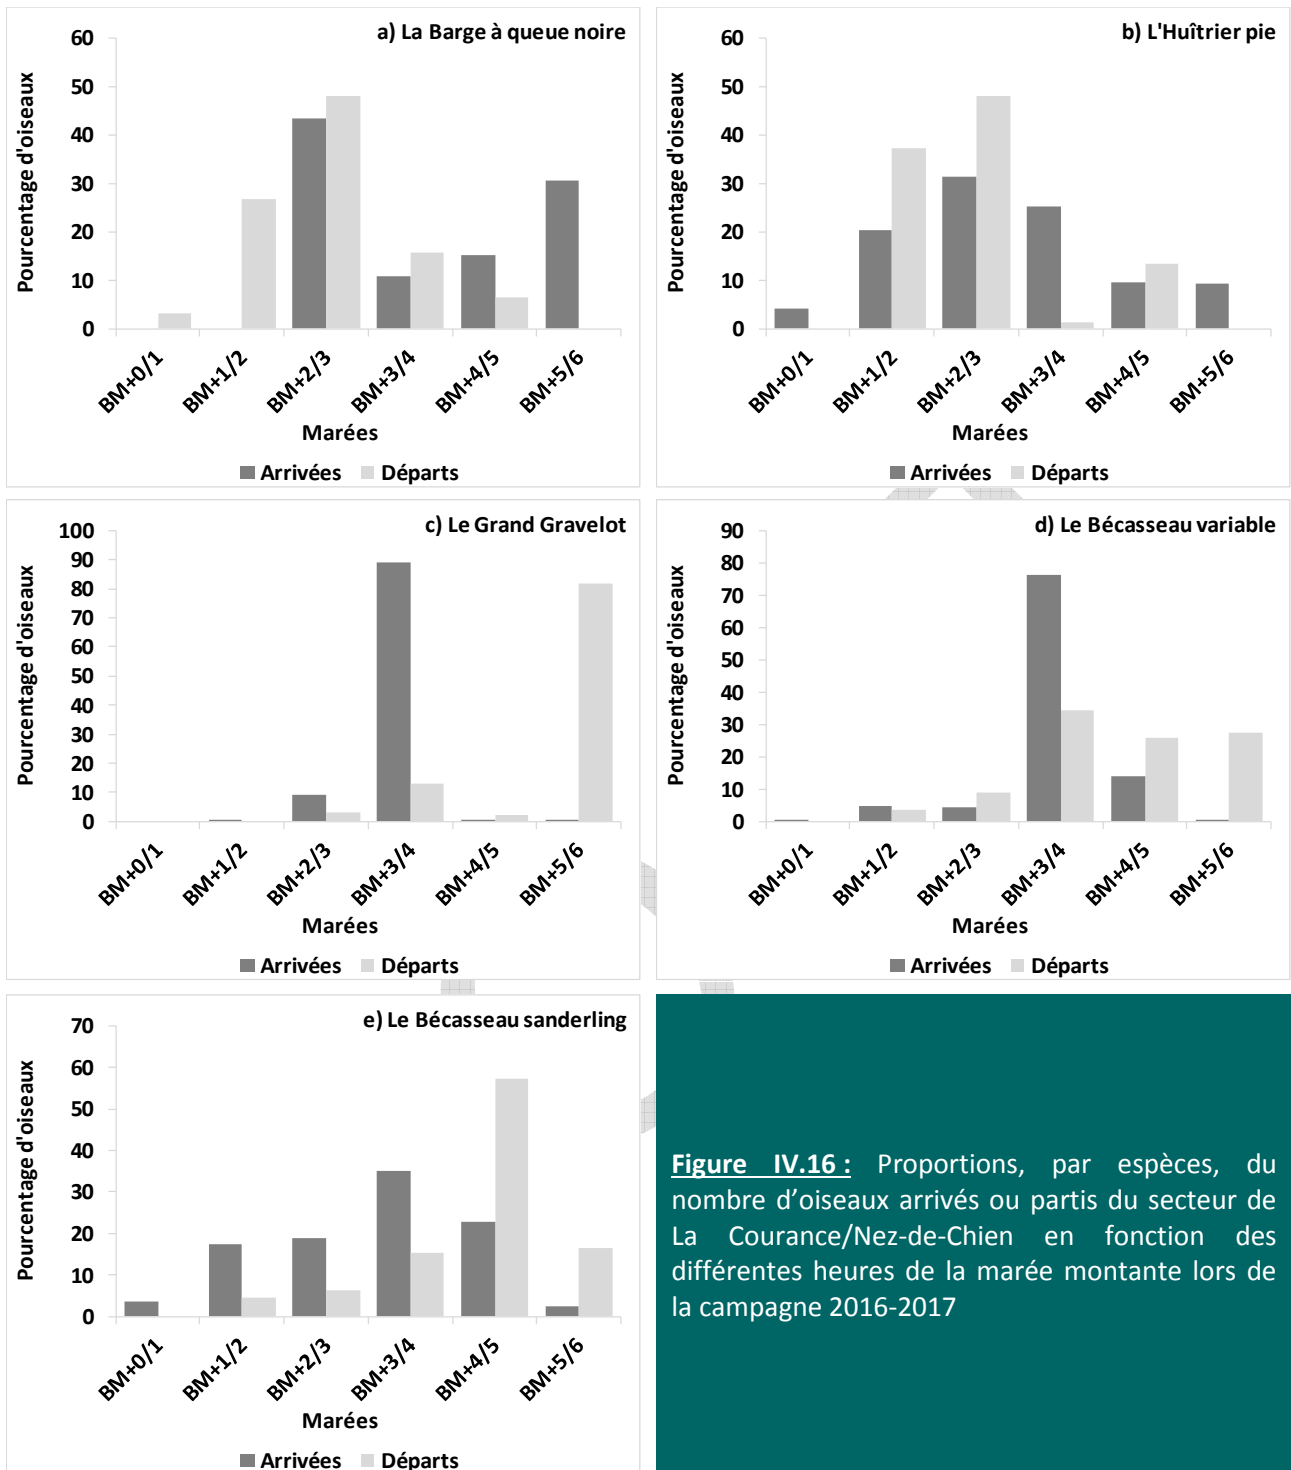 a) La Barge à queue noire
Pourcentage d'oiseaux
60
50
40
30
20
10
0
BM+0/1
BM+1/2
BM+2/3
BM+3/4
BM+4/5
BM+5/6
Marées
Arrivées
Départs
b) L'Huîtrier pie
Pourcentage d'oiseaux
60
50
40
30
20
10
0
BM+0/1
BM+1/2
BM+2/3
BM+3/4
BM+4/5
BM+5/6
Marées
Arrivées
Départs
c) Le Grand Gravelot
Pourcentage d'oiseaux
100
90
80
70
60
50
40
30
20
10
0
BM+0/1
BM+1/2
BM+2/3
BM+3/4
BM+4/5
BM+5/6
Marées
Arrivées
Départs
d) Le Bécasseau variable
Pourcentage d'oiseaux
90
80
70
60
50
40
30
20
10
0
BM+0/1
BM+1/2
BM+2/3
BM+3/4
BM+4/5
BM+5/6
Marées
Arrivées
Départs
e) Le Bécasseau sanderling
Pourcentage d'oiseaux
70
60
50
40
30
20
10
0
BM+0/1
BM+1/2
BM+2/3
BM+3/4
BM+4/5
BM+5/6
Marées
Arrivées
Départs
Figure IV.16 : Proportions, par espèces, du
nombre d’oiseaux arrivés ou partis du secteur de
La Courance/Nez-de-Chien en fonction des
différentes heures de la marée montante lors de
la campagne 2016-2017